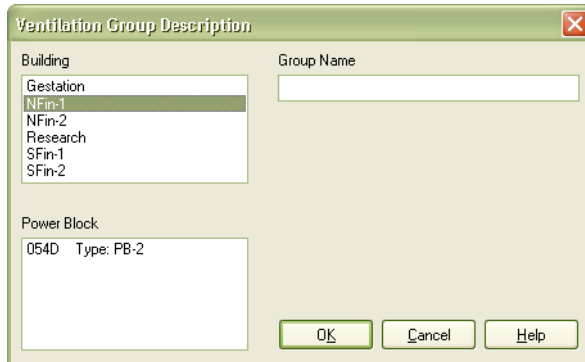 Ventilation Group Description
Building
Gestation
NFin-1
NFin-2
Research
SFin-1
SFin-2
Group Name
Power Block
054D Type: PB-2
OK
Cancel
Help